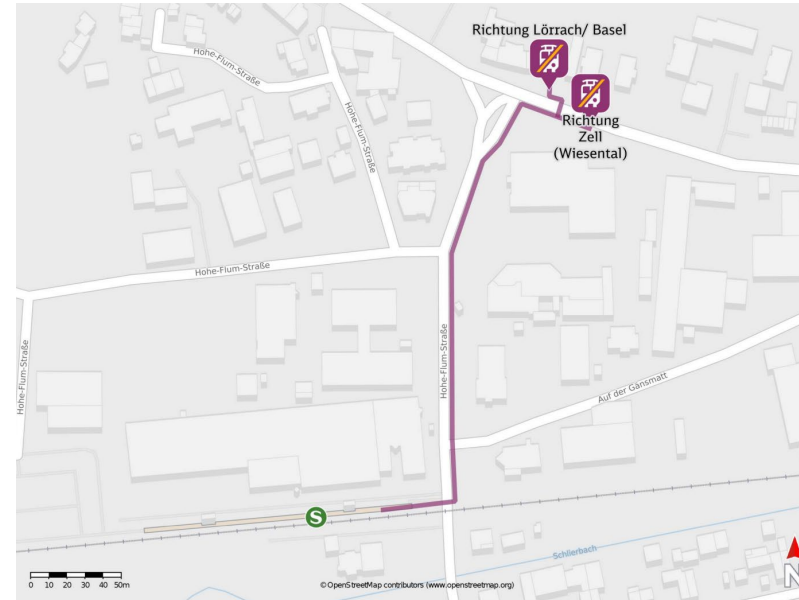 Richtung Lörrach/ Basel
Richtung
Zell
(Wiesental)
Hohe-Flum-Straße
Hohe-Flum-Straße
Hohe-Flum-Straße
Hohe-Flum-Straße
Hohe-Flum-Straße
Auf der Gänsmatt
S
Schlierbach
0 10 20 30 40 50m
©OpenStreetMap contributors (www.openstreetmap.org)
N